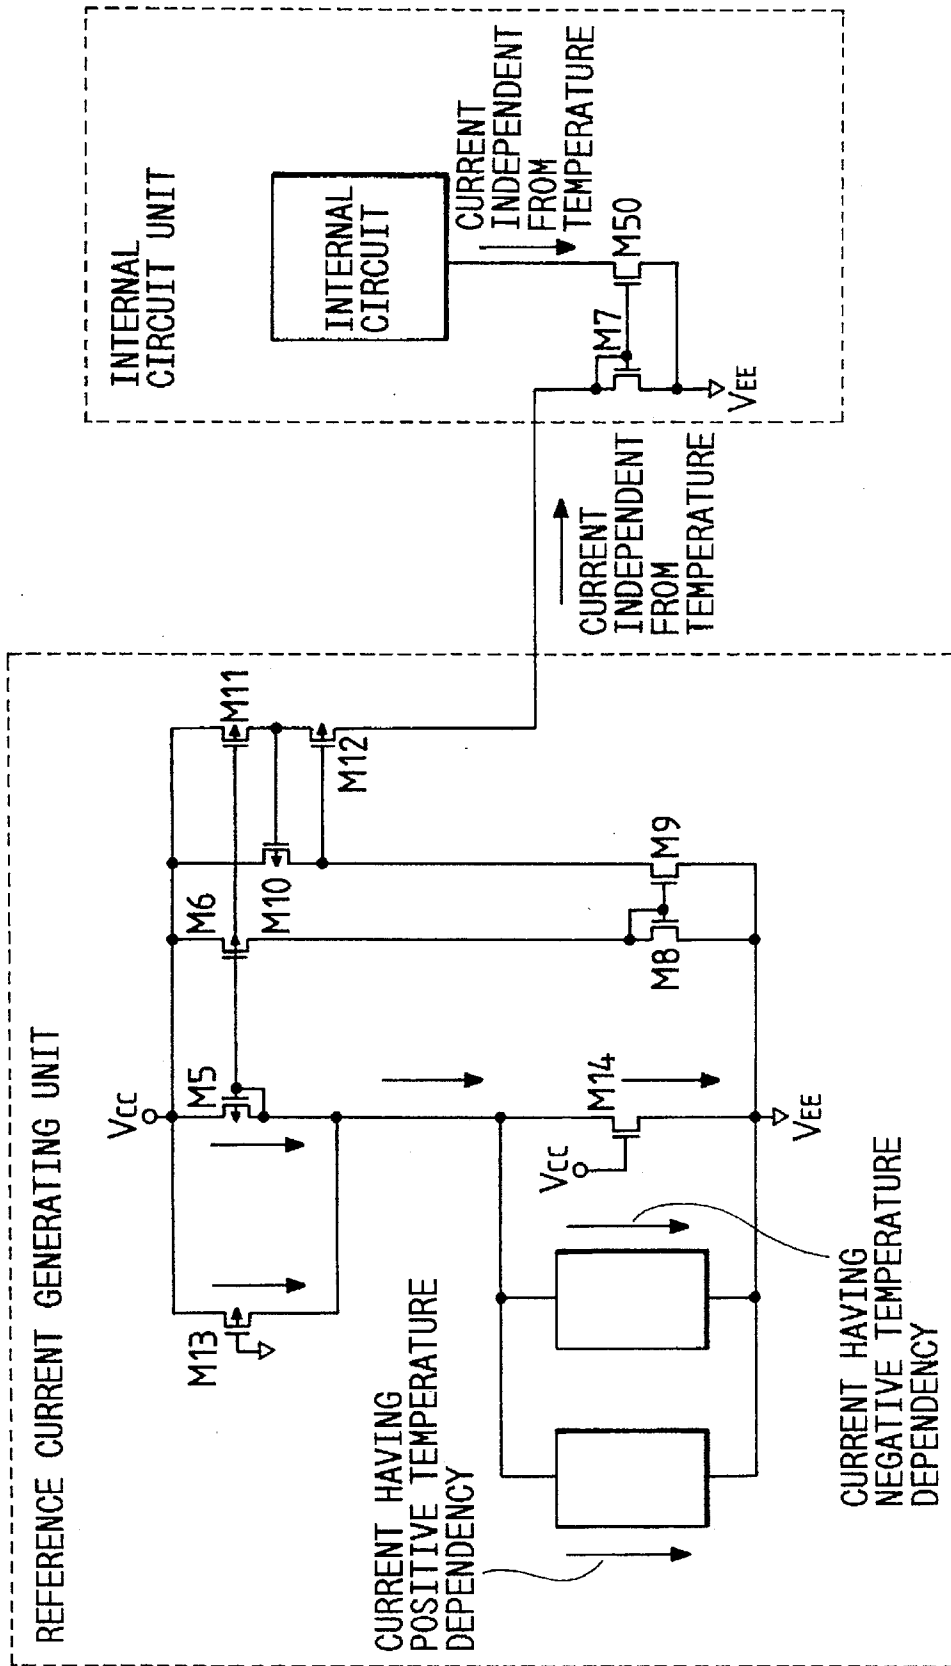 REFERENCE CURRENT GENERATING UNIT
VCC
M13
M5
M6
M10
M11
M12
VCC
M14
M8
M9
VEE
CURRENT HAVING
POSITIVE TEMPERATURE
DEPENDENCY
CURRENT HAVING
NEGATIVE TEMPERATURE
DEPENDENCY
CURRENT
INDEPENDENT
FROM
TEMPERATURE
INTERNAL
CIRCUIT UNIT
INTERNAL
CIRCUIT
CURRENT
INDEPENDENT
FROM
TEMPERATURE
M7
M50
VEE